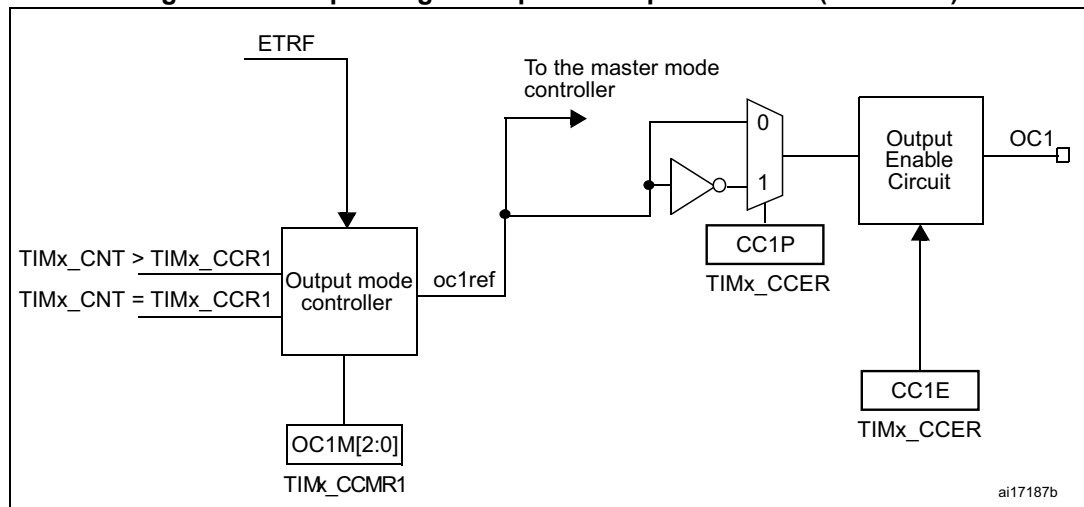 ETRF
To the master mode
controller
0
1
CC1P
TIMx_CCER
Output
Enable
Circuit
OC1
TIMx_CNT > TIMx_CCR1
TIMx_CNT = TIMx_CCR1
Output mode
controller
oc1ref
OC1M[2:0]
TIMx_CCMR1
CC1E
TIMx_CCER
ai17187b